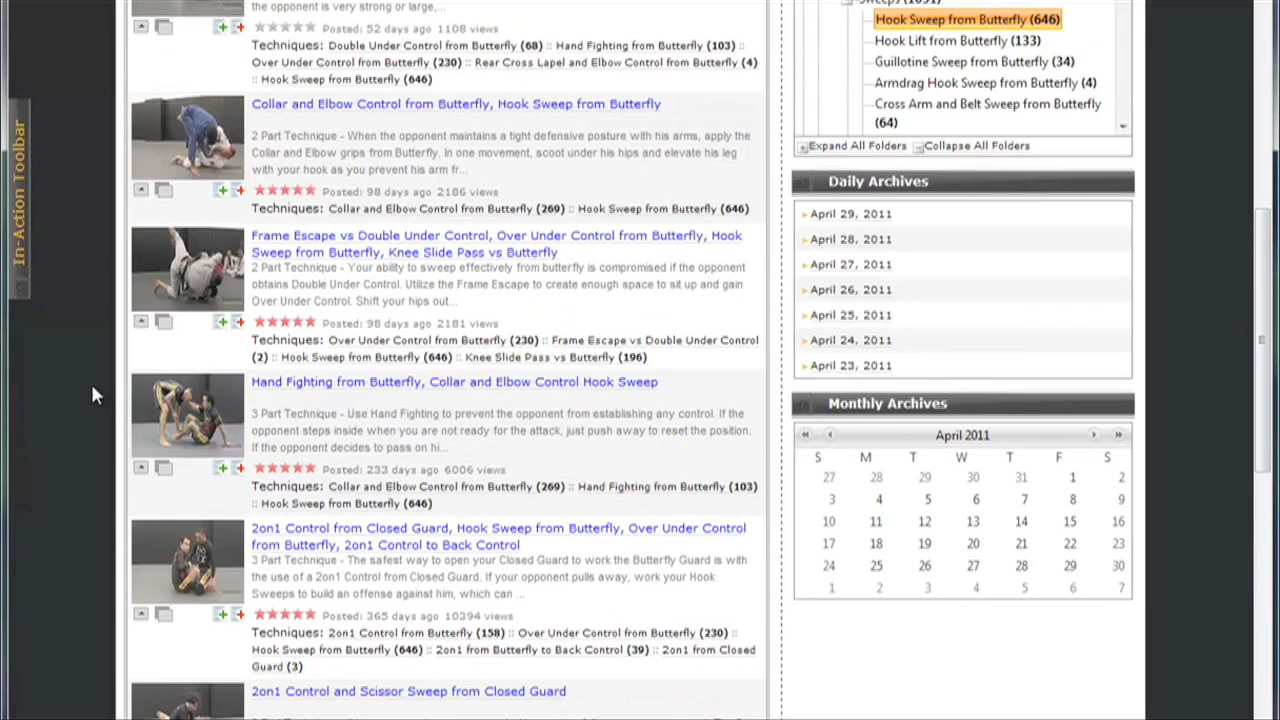 the opponent is very strong or large,...
Posted: 52 days ago 1108 views
Techniques: Double Under Control from Butterfly (68) :: Hand Fighting from Butterfly (103) ::
Over Under Control from Butterfly (230) :: Rear Cross Lapel and Elbow Control from Butterfly (4)
:: Hook Sweep from Butterfly (646)
Collar and Elbow Control from Butterfly, Hook Sweep from Butterfly
2 Part Technique - When the opponent maintains a tight defensive posture with his arms, apply the
Collar and Elbow grips from Butterfly. In one movement, scoot under his hips and elevate his leg
with your hook as you prevent his arm fr...
Posted: 98 days ago 2186 views
Techniques: Collar and Elbow Control from Butterfly (269) :: Hook Sweep from Butterfly (646)
Frame Escape vs Double Under Control, Over Under Control from Butterfly, Hook
Sweep from Butterfly, Knee Slide Pass vs Butterfly
2 Part Technique - Your ability to sweep effectively from butterfly is compromised if the opponent
obtains Double Under Control. Utilize the Frame Escape to create enough space to sit up and gain
Over Under Control. Shift your hips out...
Posted: 98 days ago 2181 views
Techniques: Over Under Control from Butterfly (230) :: Frame Escape vs Double Under Control
(2) :: Hook Sweep from Butterfly (646) :: Knee Slide Pass vs Butterfly (196)
Hand Fighting from Butterfly, Collar and Elbow Control Hook Sweep
3 Part Technique - Use Hand Fighting to prevent the opponent from establishing any control. If the
opponent steps inside when you are not ready for the attack, just push away to reset the position.
If the opponent decides to pass on hi...
Posted: 233 days ago 6006 views
Techniques: Collar and Elbow Control from Butterfly (269) :: Hand Fighting from Butterfly (103)
:: Hook Sweep from Butterfly (646)
2on1 Control from Closed Guard, Hook Sweep from Butterfly, Over Under Control
from Butterfly, 2on1 Control to Back Control
3 Part Technique - The safest way to open your Closed Guard to work the Butterfly Guard is with
the use of a 2on1 Control from Closed Guard. If your opponent pulls away, work your Hook
Sweeps to build an offense against him, which can ...
Posted: 365 days ago 10394 views
Techniques: 2on1 Control from Butterfly (158) :: Over Under Control from Butterfly (230) ::
Hook Sweep from Butterfly (646) :: 2on1 from Butterfly to Back Control (39) :: 2on1 from Closed
Guard (3)
2on1 Control and Scissor Sweep from Closed Guard
In-Action Toolbar
Sweeps (1051)
Hook Sweep from Butterfly (646)
Hook Lift from Butterfly (133)
Guillotine Sweep from Butterfly (34)
Armdrag Hook Sweep from Butterfly (4)
Cross Arm and Belt Sweep from Butterfly
(64)
Expand All Folders Collapse All Folders
Daily Archives
April 29, 2011
April 28, 2011
April 27, 2011
April 26, 2011
April 25, 2011
April 24, 2011
April 23, 2011
Monthly Archives
April 2011
S M T W T F S
27 28 29 30 31 1 2
3 4 5 6 7 8 9
10 11 12 13 14 15 16
17 18 19 20 21 22 23
24 25 26 27 28 29 30
1 2 3 4 5 6 7